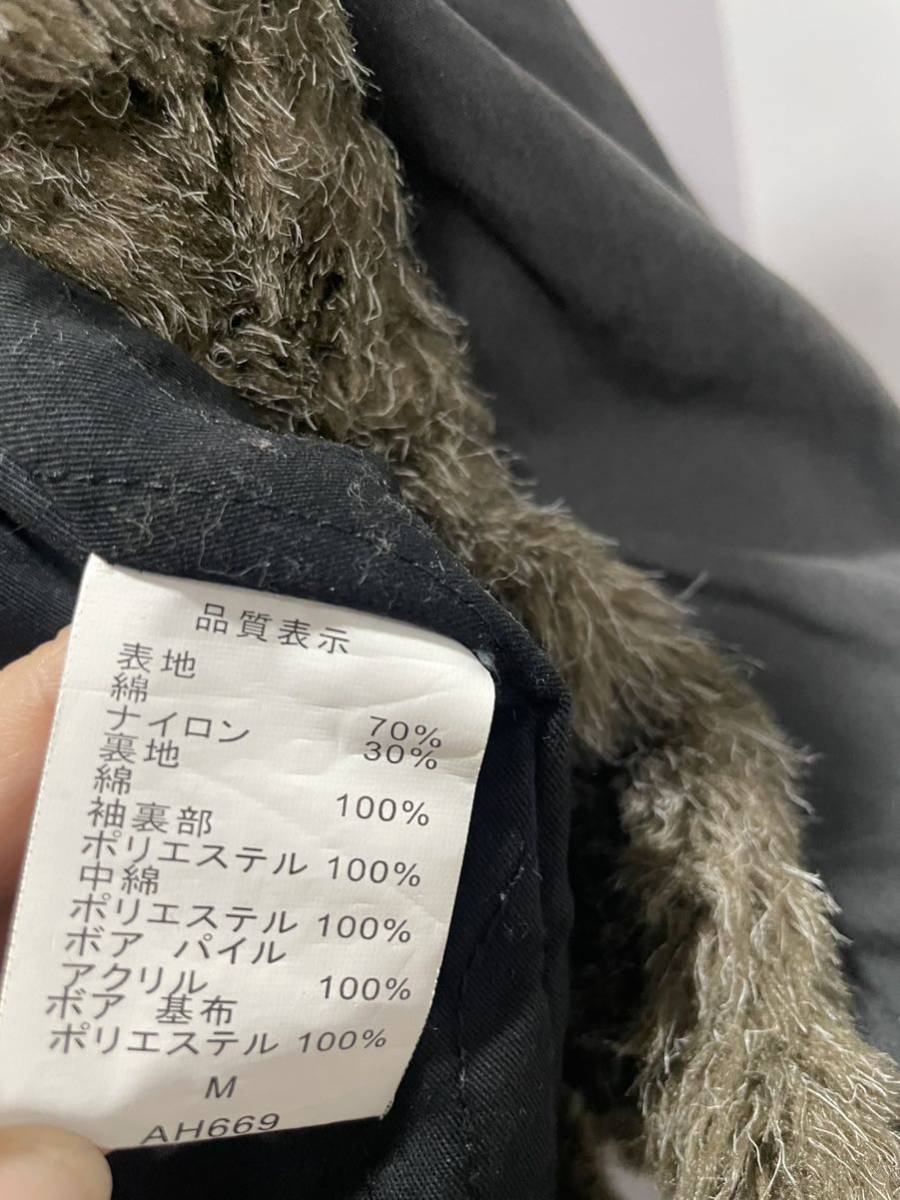 品質表示
表地
綿 70%
ナイロン 30%
裏地
綿 100%
袖裏部
ポリエステル 100%
中綿
ポリエステル 100%
ボア パイル
アクリル 100%
ボア 基布
ポリエステル 100%
M
AH669